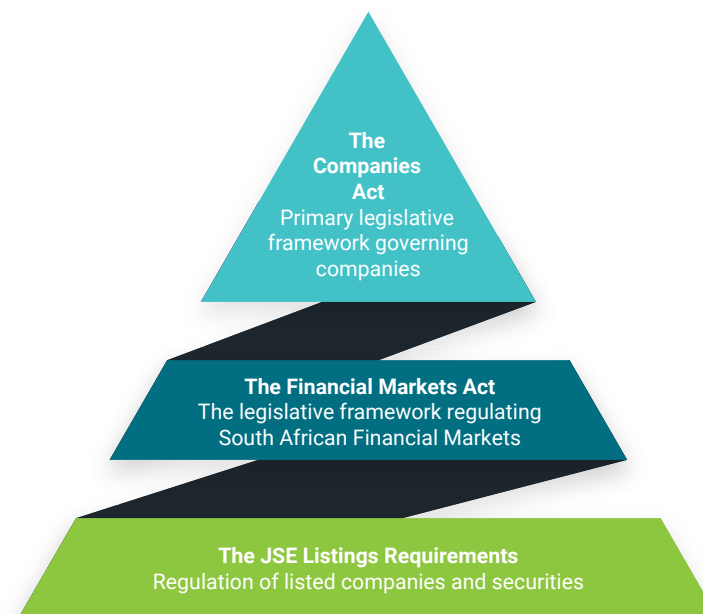 The
Companies
Act
Primary legislative
framework governing
companies
The Financial Markets Act
The legislative framework regulating
South African Financial Markets
The JSE Listings Requirements
Regulation of listed companies and securities